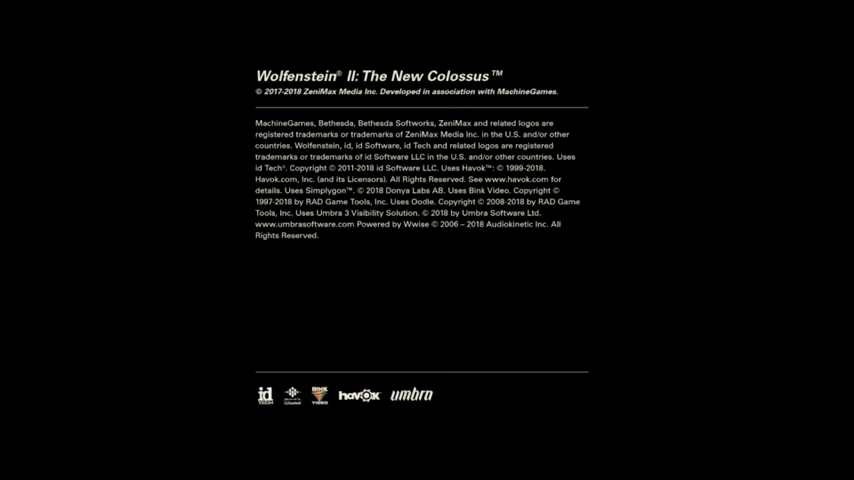 Wolfenstein® II: The New Colossus™
© 2017-2018 ZeniMax Media Inc. Developed in association with MachineGames.
MachineGames, Bethesda, Bethesda Softworks, ZeniMax and related logos are
registered trademarks or trademarks of ZeniMax Media Inc. in the U.S. and/or other
countries. Wolfenstein, id, id Software, id Tech and related logos are registered
trademarks or trademarks of id Software LLC in the U.S. and/or other countries. Uses
id Tech®. Copyright © 2011-2018 id Software LLC. Uses Havok™: © 1999-2018.
Havok.com, Inc. (and its Licensors). All Rights Reserved. See www.havok.com for
details. Uses Simplygon™. © 2018 Donya Labs AB. Uses Bink Video. Copyright ©
1997-2018 by RAD Game Tools, Inc. Uses Oodle. Copyright © 2008-2018 by RAD Game
Tools, Inc. Uses Umbra 3 Visibility Solution. © 2018 by Umbra Software Ltd.
www.umbrasoftware.com Powered by Wwise © 2006 – 2018 Audiokinetic Inc. All
Rights Reserved.
id TECH Wwise BINK VIDEO havok umbra